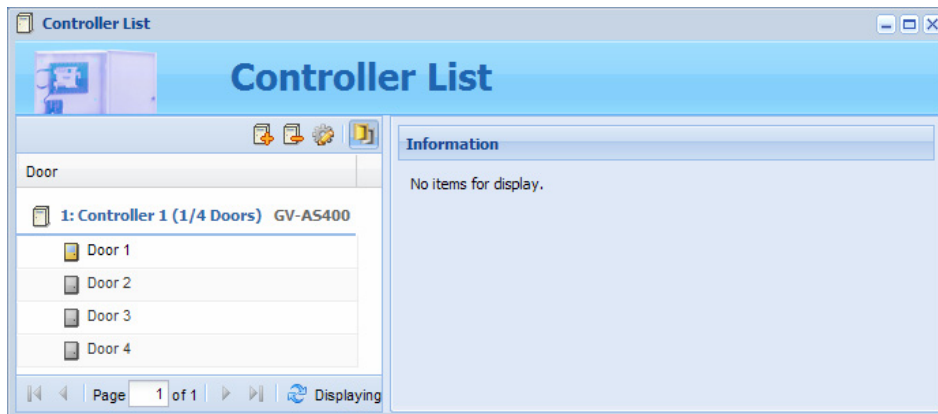 Controller List
Controller List
Information
Door
No items for display.
1: Controller 1 (1/4 Doors) GV-AS400
Door 1
Door 2
Door 3
Door 4
Page 1 of 1 Displaying